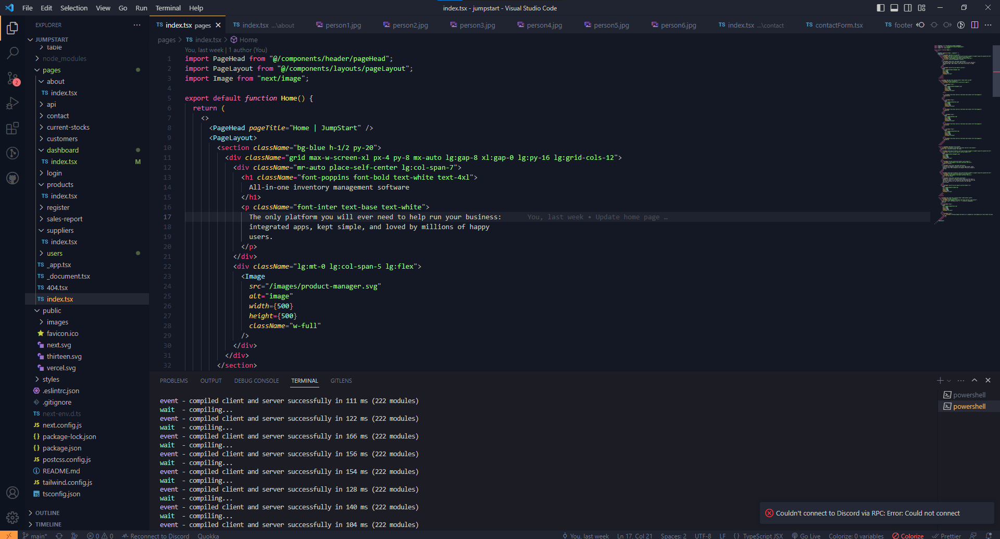 File Edit Selection View Go Run Terminal Help
index.tsx - jumpstart - Visual Studio Code
EXPLORER
JUMPSTART
table
node_modules
pages
about
TS index.tsx
api
contact
current-stocks
customers
dashboard
TS index.tsx M
login
products
TS index.tsx
register
sales-report
suppliers
TS index.tsx
users
TS _app.tsx
TS _document.tsx
TS 404.tsx
TS index.tsx
public
images
favicon.ico
next.svg
thirteen.svg
vercel.svg
styles
.eslintrc.json
.gitignore
TS next-env.d.ts
JS next.config.js
{} package-lock.json
{} package.json
JS postcss.config.js
README.md
JS tailwind.config.js
TS tsconfig.json
OUTLINE
TIMELINE
2
TS index.tsx pages
TS index.tsx ...\about
person1.jpg
person2.jpg
person3.jpg
person4.jpg
person5.jpg
person6.jpg
TS index.tsx ...\contact
TS contactForm.tsx
TS footer
pages > TS index.tsx > Home
You, last week | 1 author (You)
1 import PageHead from "@/components/header/pageHead";
2 import PageLayout from "@/components/layouts/pageLayout";
3 import Image from "next/image";
4
5 export default function Home() {
6 return (
7 <>
8 <PageHead pageTitle="Home | JumpStart" />
9 <PageLayout>
10 <section className="bg-blue h-1/2 py-20">
11 <div className="grid max-w-screen-xl px-4 py-8 mx-auto lg:gap-8 xl:gap-0 lg:py-16 lg:grid-cols-12">
12 <div className="mr-auto place-self-center lg:col-span-7">
13 <h1 className="font-poppins font-bold text-white text-4xl">
14 All-in-one inventory management software
15 </h1>
16 <p className="font-inter text-base text-white">
17 The only platform you will ever need to help run your business: You, last week • Update home page …
18 integrated apps, kept simple, and loved by millions of happy
19 users.
20 </p>
21 </div>
22 <div className="lg:mt-0 lg:col-span-5 lg:flex">
23 <Image
24 src="/images/product-manager.svg"
25 alt="image"
26 width={500}
27 height={500}
28 className="w-full"
29 />
30 </div>
31 </div>
32 </section>
PROBLEMS OUTPUT DEBUG CONSOLE TERMINAL GITLENS
event - compiled client and server successfully in 111 ms (222 modules)
wait - compiling...
event - compiled client and server successfully in 122 ms (222 modules)
wait - compiling...
event - compiled client and server successfully in 166 ms (222 modules)
wait - compiling...
event - compiled client and server successfully in 156 ms (222 modules)
wait - compiling...
event - compiled client and server successfully in 154 ms (222 modules)
wait - compiling...
event - compiled client and server successfully in 128 ms (222 modules)
wait - compiling...
event - compiled client and server successfully in 140 ms (222 modules)
wait - compiling...
event - compiled client and server successfully in 104 ms (222 modules)
powershell
powershell
Couldn't connect to Discord via RPC: Error: Could not connect
main* 0 0 Reconnect to Discord Quokka You, last week Ln 17, Col 21 Spaces: 2 UTF-8 LF {} TypeScript JSX Go Live Colorize: 0 variables Colorize Prettier